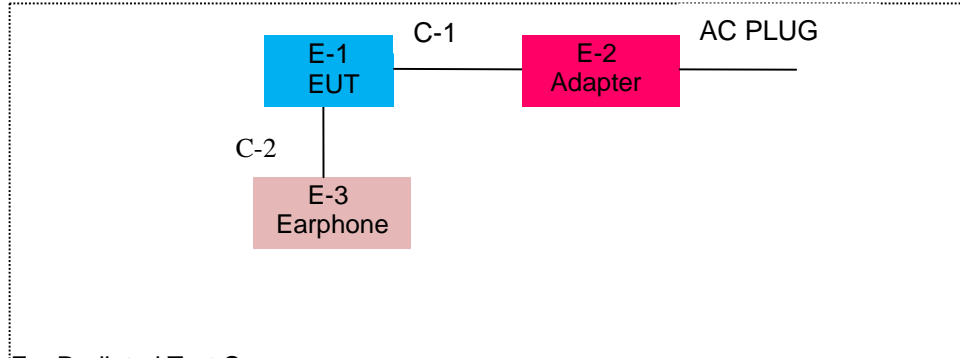 C-1
AC PLUG
E-1
EUT
E-2
Adapter
C-2
E-3
Earphone